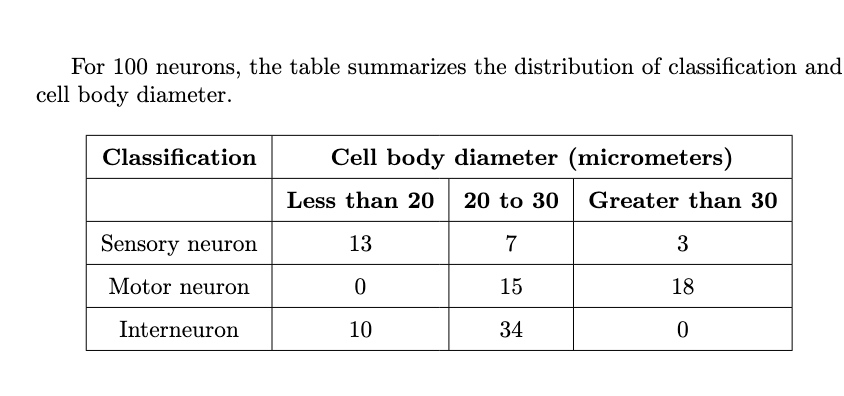 For 100 neurons, the table summarizes the distribution of classification and
cell body diameter.
Classification Cell body diameter (micrometers)
Less than 20 20 to 30 Greater than 30
Sensory neuron 13 7 3
Motor neuron 0 15 18
Interneuron 10 34 0